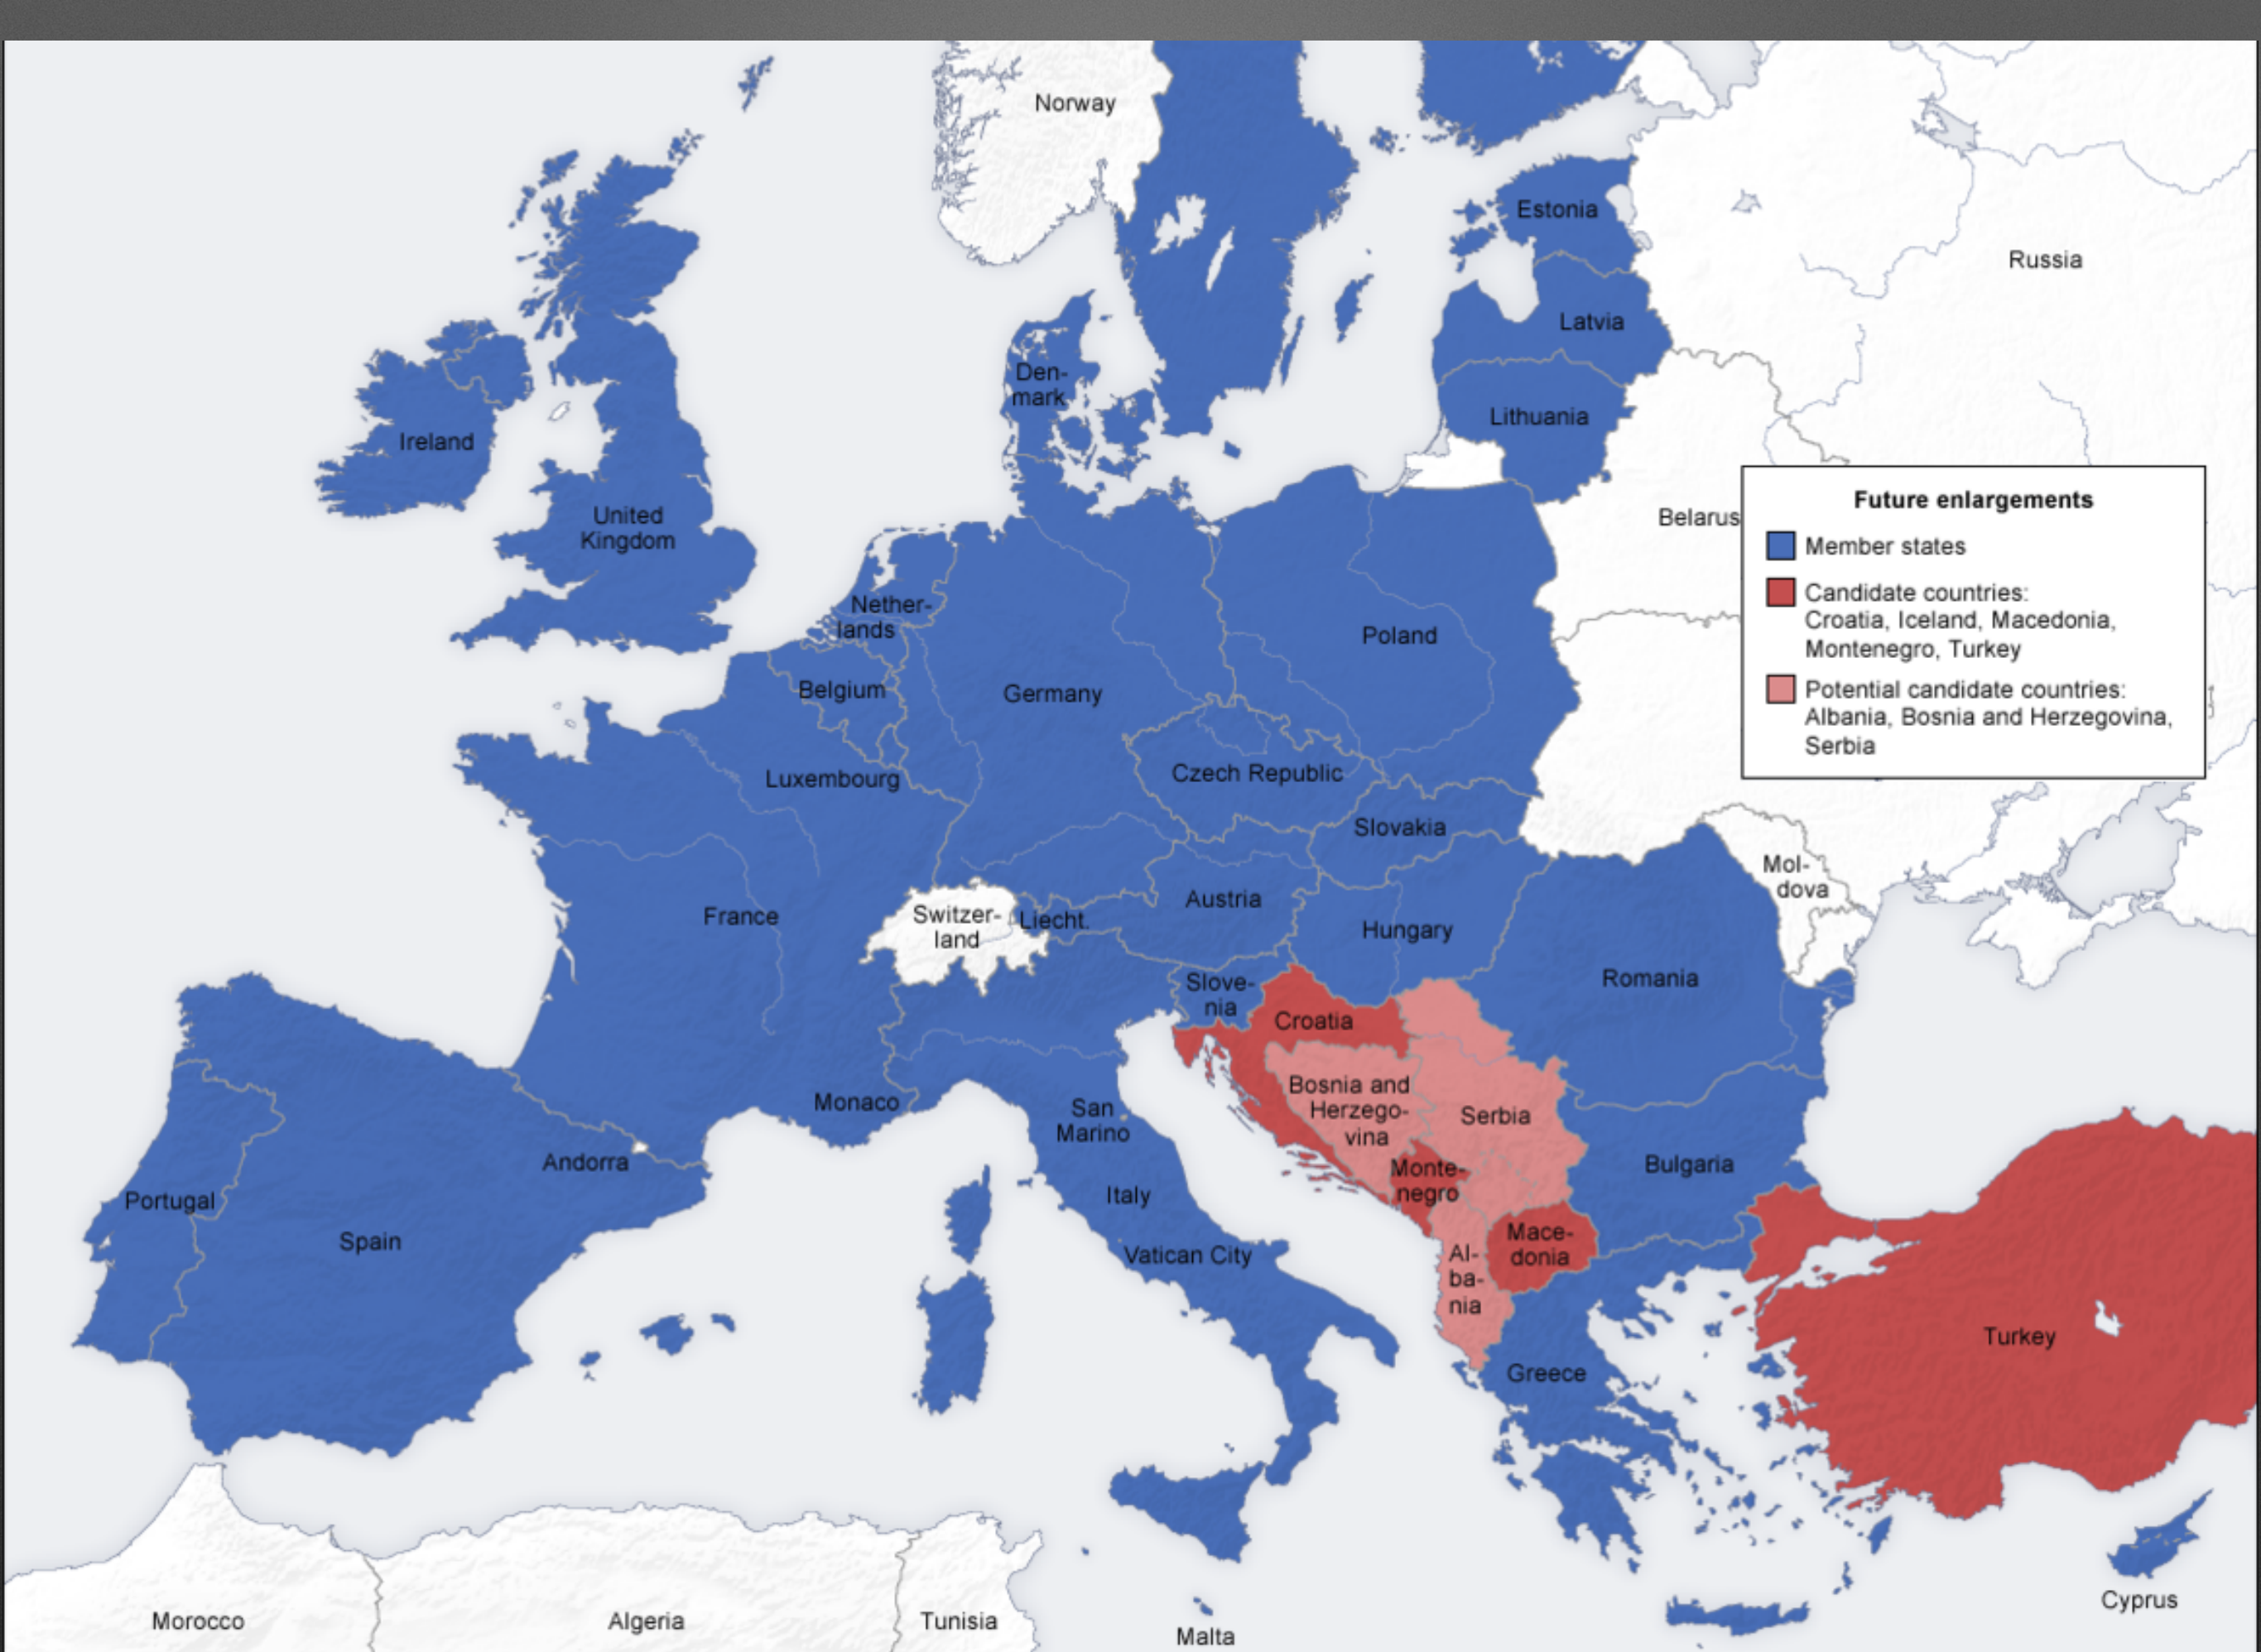 Norway
Estonia
Russia
Latvia
Den-
mark
Lithuania
Ireland
United
Kingdom
Belarus
Future enlargements
Member states
Candidate countries:
Croatia, Iceland, Macedonia,
Montenegro, Turkey
Potential candidate countries:
Albania, Bosnia and Herzegovina,
Serbia
Nether-
lands
Poland
Belgium
Germany
Luxembourg
Czech Republic
Slovakia
Mol-
dova
France
Switzer-
land
Liecht.
Austria
Hungary
Romania
Slove-
nia
Croatia
Monaco
San
Marino
Bosnia and
Herzego-
vina
Serbia
Andorra
Bulgaria
Portugal
Spain
Italy
Monte-
negro
Vatican City
Mace-
donia
Al-
ba-
nia
Turkey
Greece
Cyprus
Morocco
Algeria
Tunisia
Malta